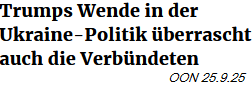 Trumps Wende in der
Ukraine-Politik überrascht
auch die Verbündeten
OON 25.9.25